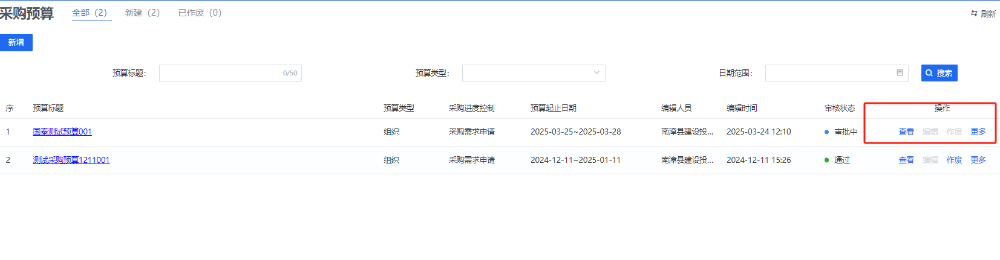 采购预算 全部（2） 新建（2） 已作废（0） 刷新
新增
预算标题： 0/50 预算类型： 日期范围： 搜索
序 预算标题 预算类型 采购进度控制 预算起止日期 编辑人员 编辑时间 审核状态 操作
1 国泰测试预算001 组织 采购需求申请 2025-03-25~2025-03-28 南漳县建设投... 2025-03-24 12:10 审批中 查看 编辑 作废 更多
2 测试采购预算1211001 组织 采购需求申请 2024-12-11~2025-01-11 南漳县建设投... 2024-12-11 15:26 通过 查看 编辑 作废 更多